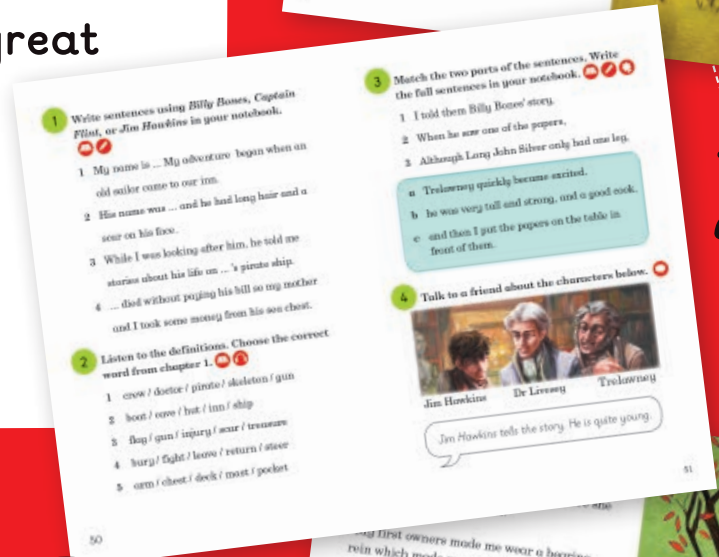 great
1 Write sentences using Billy Bones, Captain
Flint, or Jim Hawkins in your notebook.
1 My name is ... My adventure began when an
old sailor came to our inn.
2 His name was ... and he had long hair and a
scar on his face.
3 While I was looking after him, he told me
stories about his life on ...'s pirate ship.
4 ... died without paying his bill so my mother
and I took some money from his sea chest.
2 Listen to the definitions. Choose the correct
word from chapter 1.
1 crew / doctor / pirate / skeleton / gun
2 boat / cave / hut / inn / ship
3 flag / gun / injury / scar / treasure
4 bury / fight / leave / return / steer
5 arm / chest / deck / mast / pocket
50
3 Match the two parts of the sentences. Write
the full sentences in your notebook.
1 I told them Billy Bones' story,
2 When he saw one of the papers,
3 Although Long John Silver only had one leg,
a Trelawney quickly became excited.
b he was very tall and strong, and a good cook.
c and then I put the papers on the table in
front of them.
4 Talk to a friend about the characters below.
Jim Hawkins Dr Livesey Trelawney
Jim Hawkins tells the story. He is quite young.
51
she
first owners made me wear a bearing
rein which made